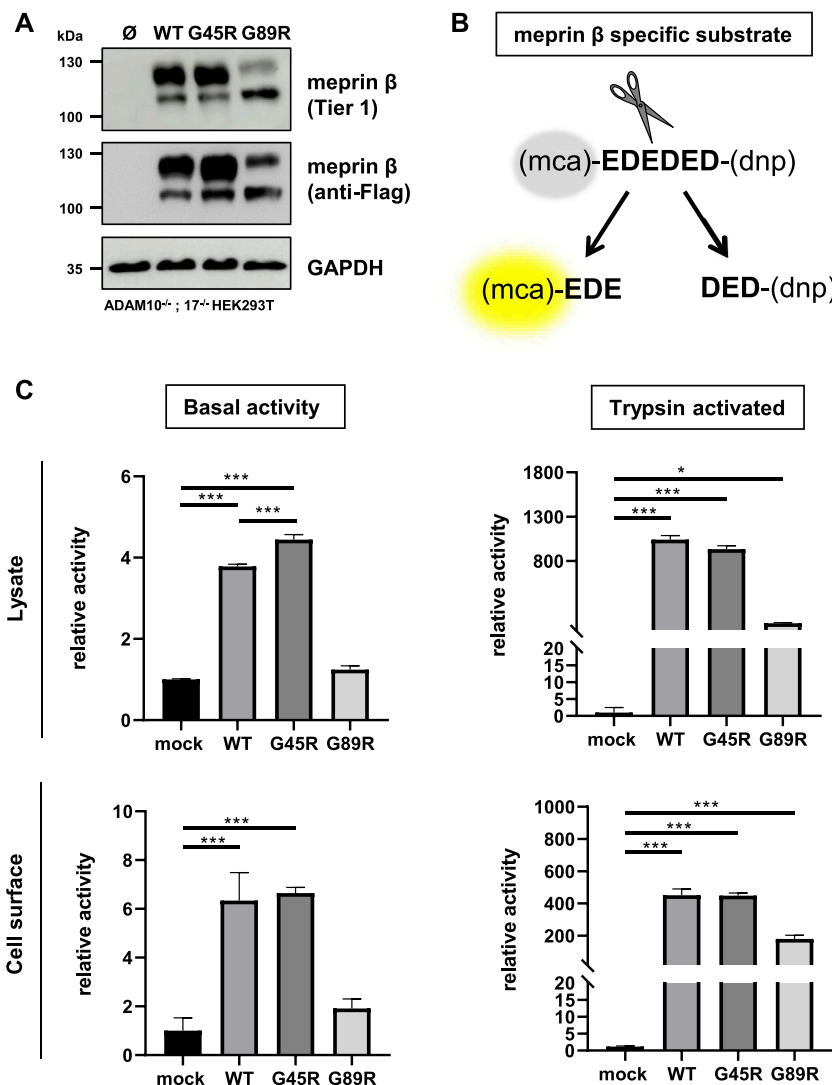 A
kDa
Ø WT G45R G89R
130
100
meprin β
(Tier 1)
130
100
meprin β
(anti-Flag)
35
GAPDH
ADAM10-/- ; 17-/- HEK293T
B
meprin β specific substrate
(mca)-EDEDED-(dnp)
(mca)-EDE
DED-(dnp)
C
Basal activity
Trypsin activated
Lysate
relative activity
6
4
2
0
***
***
***
mock WT G45R G89R
relative activity
1800
1300
800
20
15
10
5
0
*
***
***
mock WT G45R G89R
Cell surface
relative activity
10
8
6
4
2
0
***
***
mock WT G45R G89R
relative activity
1000
800
600
400
200
20
15
10
5
0
***
***
***
mock WT G45R G89R